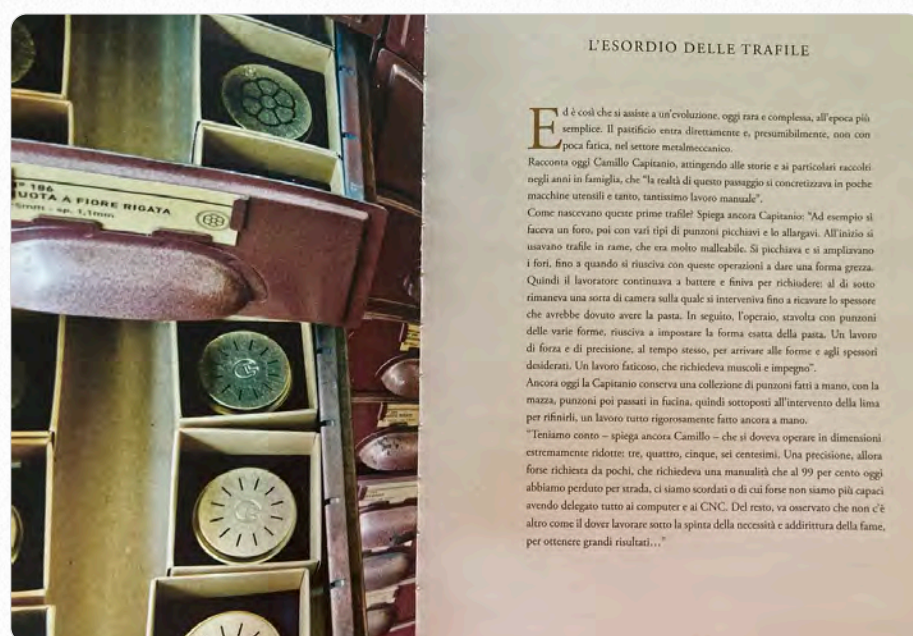 N° 186
UOTA A FIORE RIGATA
5mm - sp. 1,1mm
L'ESORDIO DELLE TRAFILE
Ed è così che si assiste a un'evoluzione, oggi rara e complessa, all'epoca più
semplice. Il pastificio entra direttamente e, presumibilmente, non con
poca fatica, nel settore metalmeccanico.
Racconta oggi Camillo Capitanio, attingendo alle storie e ai particolari raccolti
negli anni in famiglia, che "la realtà di questo passaggio si concretizzava in poche
macchine utensili e tanto, tantissimo lavoro manuale".
Come nascevano queste prime trafile? Spiega ancora Capitanio: "Ad esempio si
faceva un foro, poi con vari tipi di punzoni picchiavi e lo allargavi. All'inizio si
usavano trafile in rame, che era molto malleabile. Si picchiava e si ampliavano
i fori, fino a quando si riusciva con queste operazioni a dare una forma grezza.
Quindi il lavoratore continuava a battere e finiva per richiudere: al di sotto
rimaneva una sorta di camera sulla quale si interveniva fino a ricavare lo spessore
che avrebbe dovuto avere la pasta. In seguito, l'operaio, stavolta con punzoni
delle varie forme, riusciva a impostare la forma esatta della pasta. Un lavoro
di forza e di precisione, al tempo stesso, per arrivare alle forme e agli spessori
desiderati. Un lavoro faticoso, che richiedeva muscoli e impegno".
Ancora oggi la Capitanio conserva una collezione di punzoni fatti a mano, con la
mazza, punzoni poi passati in fucina, quindi sottoposti all'intervento della lima
per rifinirli, un lavoro tutto rigorosamente fatto ancora a mano.
"Teniamo conto – spiega ancora Camillo – che si doveva operare in dimensioni
estremamente ridotte: tre, quattro, cinque, sei centesimi. Una precisione, allora
forse richiesta da pochi, che richiedeva una manualità che al 99 per cento oggi
abbiamo perduto per strada, ci siamo scordati o di cui forse non siamo più capaci
avendo delegato tutto ai computer e ai CNC. Del resto, va osservato che non c'è
altro come il dover lavorare sotto la spinta della necessità e addirittura della fame,
per ottenere grandi risultati…"